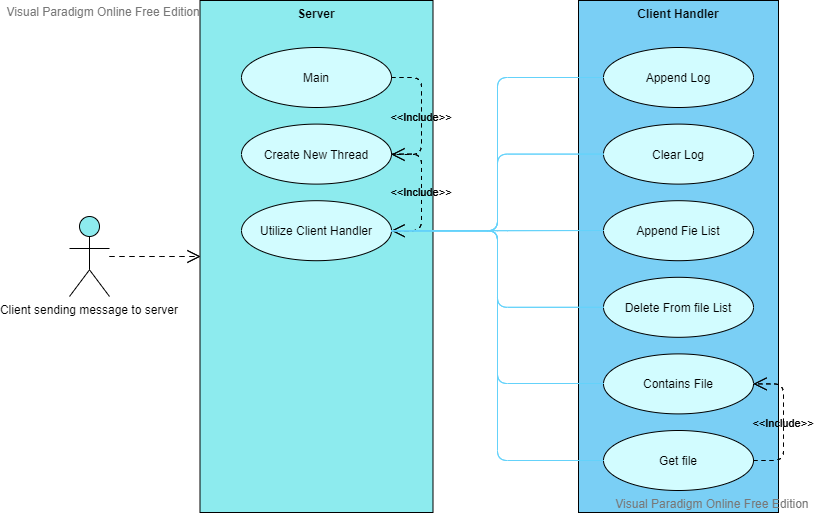 Visual Paradigm Online Free Edition
Server
Client Handler
Main
Append Log
<<Include>>
Create New Thread
Clear Log
<<Include>>
Utilize Client Handler
Append Fie List
Client sending message to server
Delete From file List
Contains File
<<Include>>
Get file
Visual Paradigm Online Free Edition